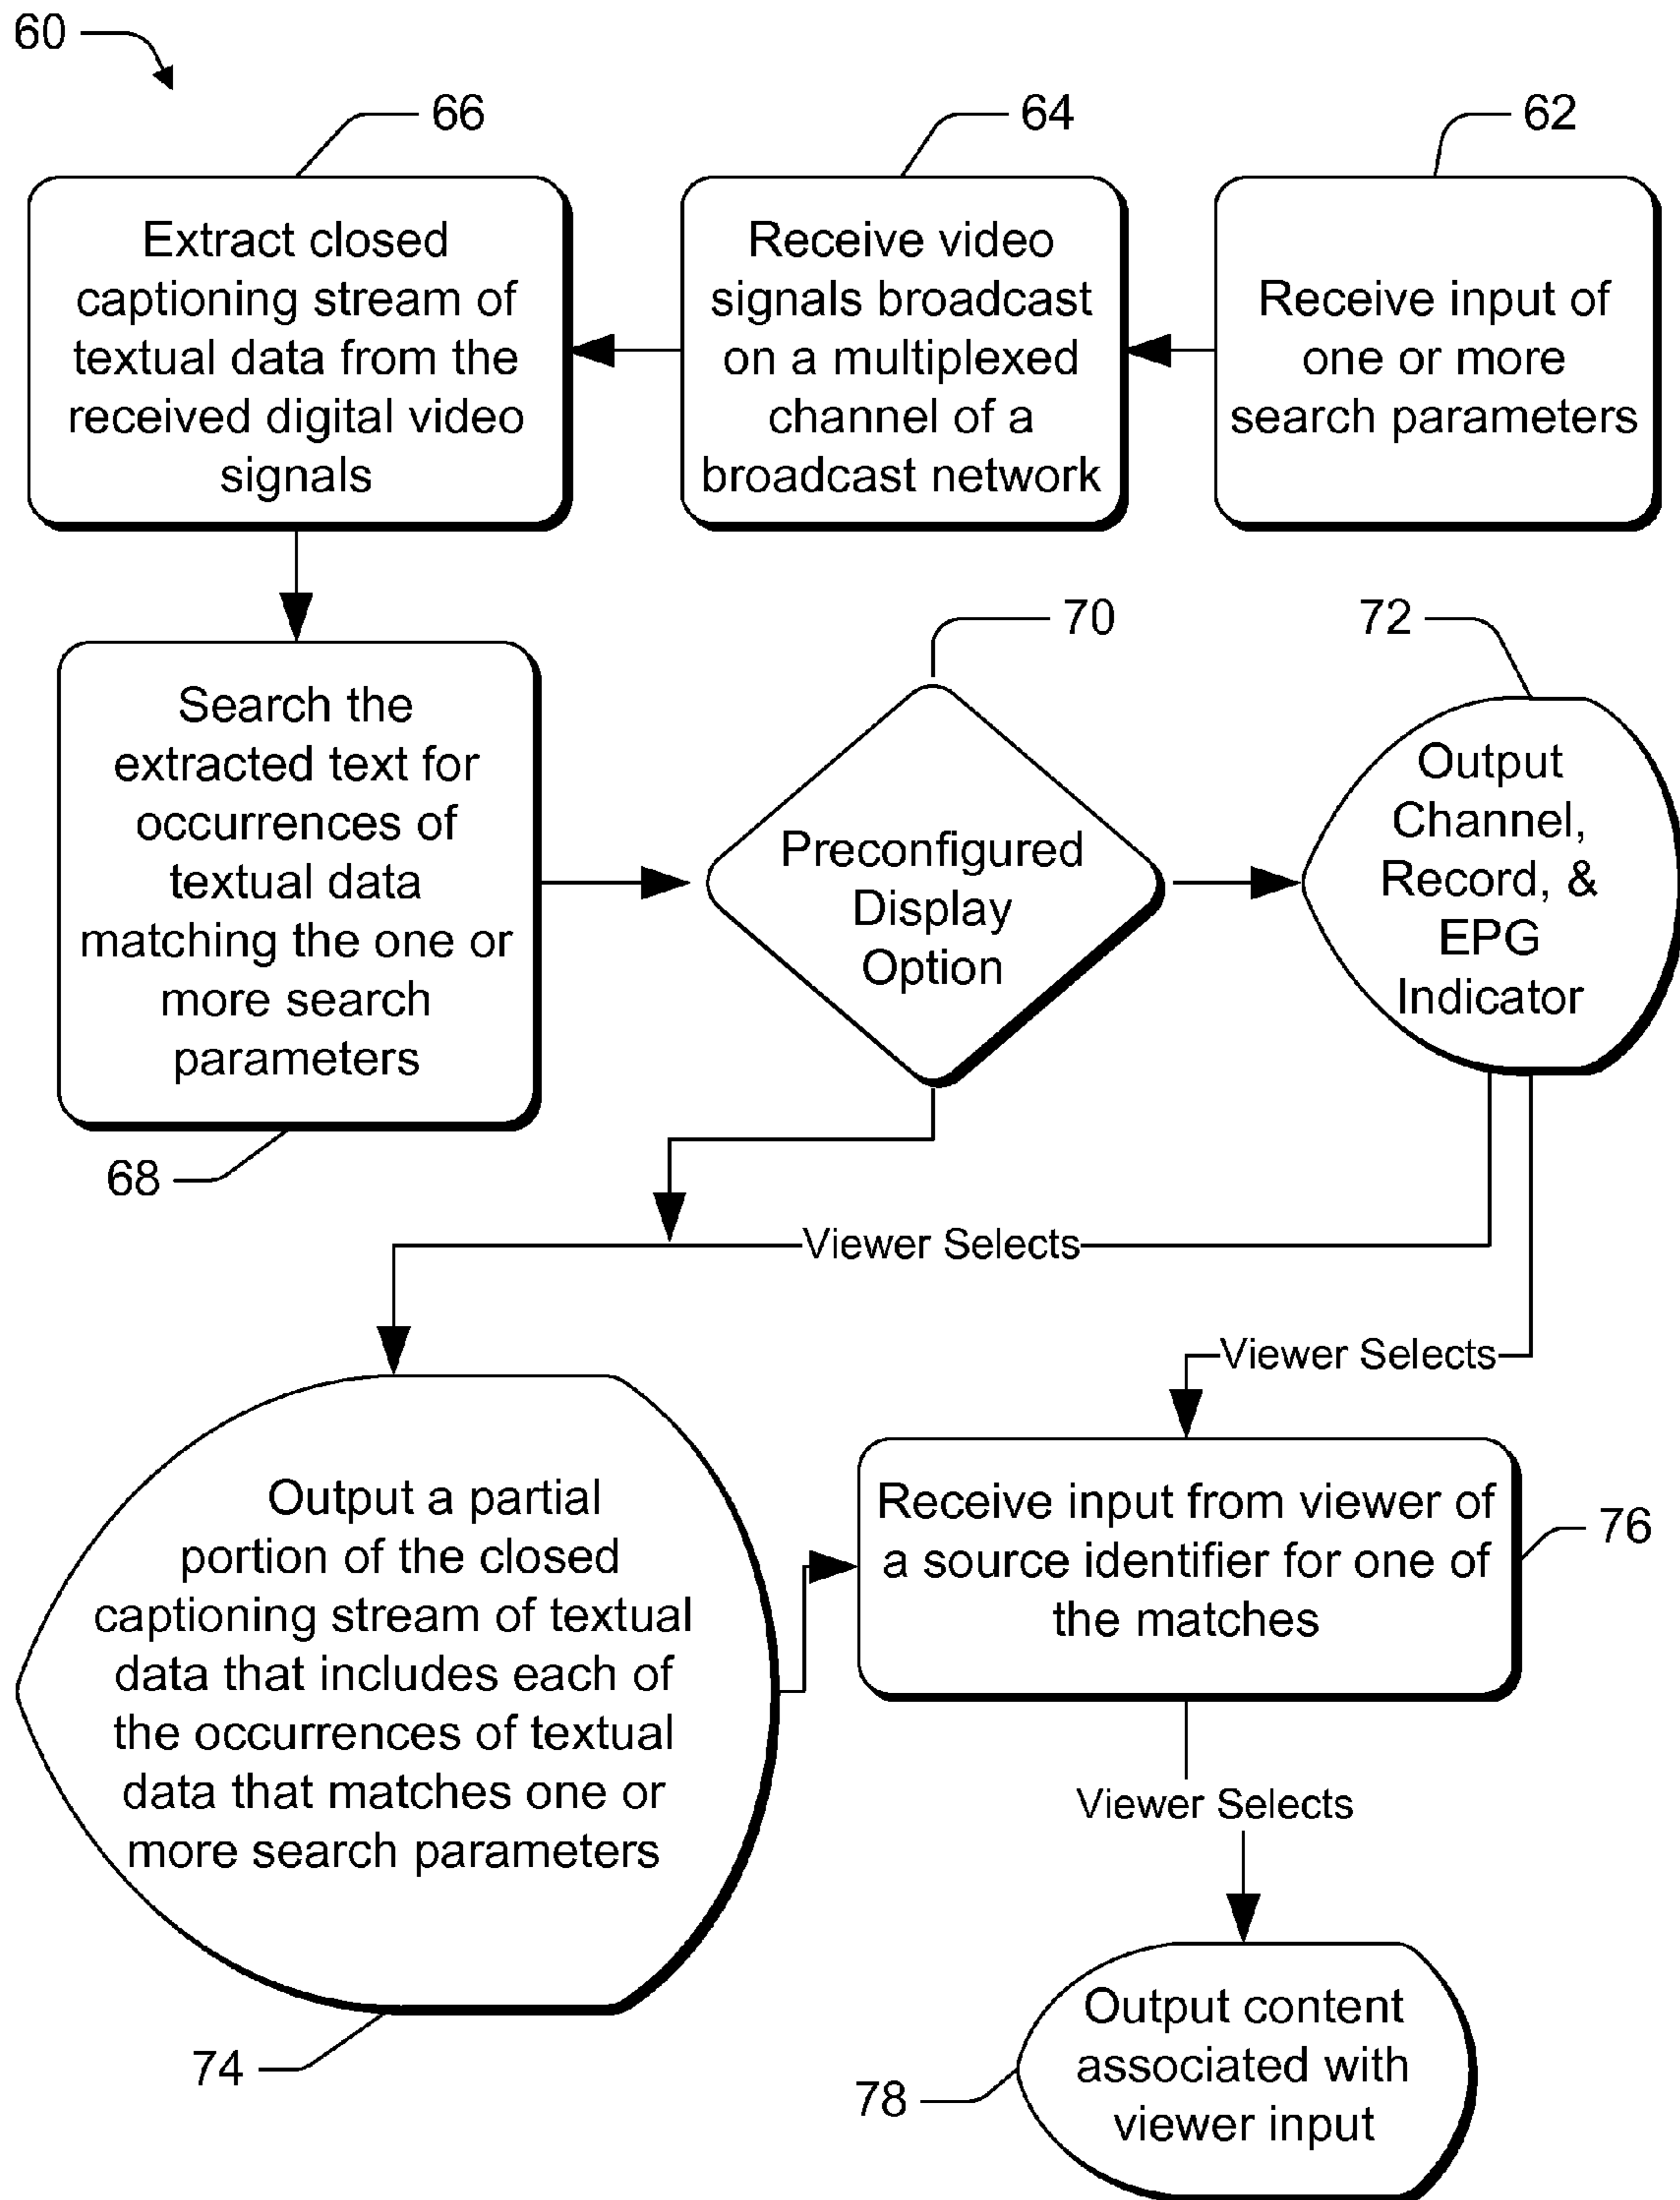 60
66
64
62
Extract closed
captioning stream of
textual data from the
received digital video
signals
Receive video
signals broadcast
on a multiplexed
channel of a
broadcast network
Receive input of
one or more
search parameters
70
72
Search the
extracted text for
occurrences of
textual data
matching the one or
more search
parameters
Preconfigured
Display
Option
Output
Channel,
Record, &
EPG
Indicator
68
Viewer Selects
Viewer Selects
Output a partial
portion of the closed
captioning stream of textual
data that includes each of
the occurrences of textual
data that matches one or
more search parameters
Receive input from viewer of
a source identifier for one of
the matches
76
Viewer Selects
74
Output content
associated with
viewer input
78